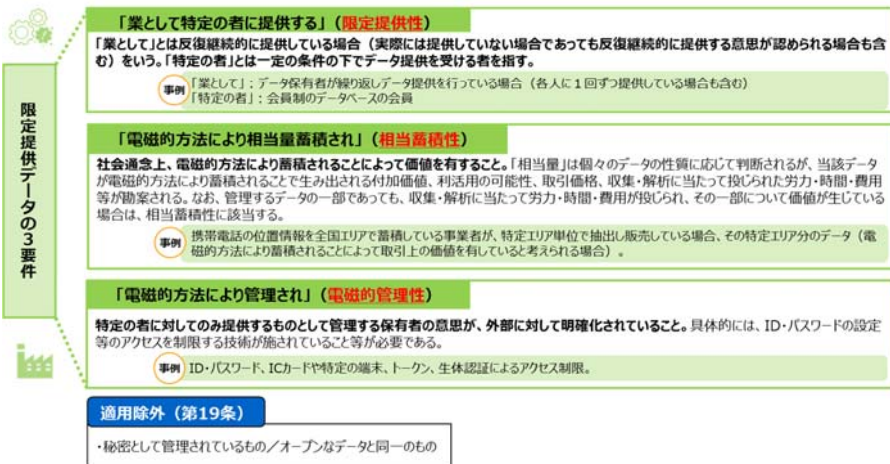 限定提供データの3要件
「業として特定の者に提供する」（限定提供性）
「業として」とは反復継続的に提供している場合（実際には提供していない場合であっても反復継続的に提供する意思が認められる場合も含
む）をいう。「特定の者」とは一定の条件の下でデータ提供を受ける者を指す。
事例
「業として」：データ保有者が繰り返しデータ提供を行っている場合（各人に１回ずつ提供している場合も含む）
「特定の者」：会員制のデータベースの会員
「電磁的方法により相当量蓄積され」（相当蓄積性）
社会通念上、電磁的方法により蓄積されることによって価値を有すること。「相当量」は個々のデータの性質に応じて判断されるが、当該データ
が電磁的方法により蓄積されることで生み出される付加価値、利活用の可能性、取引価格、収集・解析に当たって投じられた労力・時間・費用
等が勘案される。なお、管理するデータの一部であっても、収集・解析に当たって労力・時間・費用が投じられ、その一部について価値が生じている
場合は、相当蓄積性に該当する。
事例
携帯電話の位置情報を全国エリアで蓄積している事業者が、特定エリア単位で抽出し販売している場合、その特定エリア分のデータ（電
磁的方法により蓄積されることによって取引上の価値を有していると考えられる場合）。
「電磁的方法により管理され」（電磁的管理性）
特定の者に対してのみ提供するものとして管理する保有者の意思が、外部に対して明確化されていること。具体的には、ID・パスワードの設定
等のアクセスを制限する技術が施されていること等が必要である。
事例
ID・パスワード、ICカードや特定の端末、トークン、生体認証によるアクセス制限。
適用除外（第19条）
・秘密として管理されているもの／オープンなデータと同一のもの